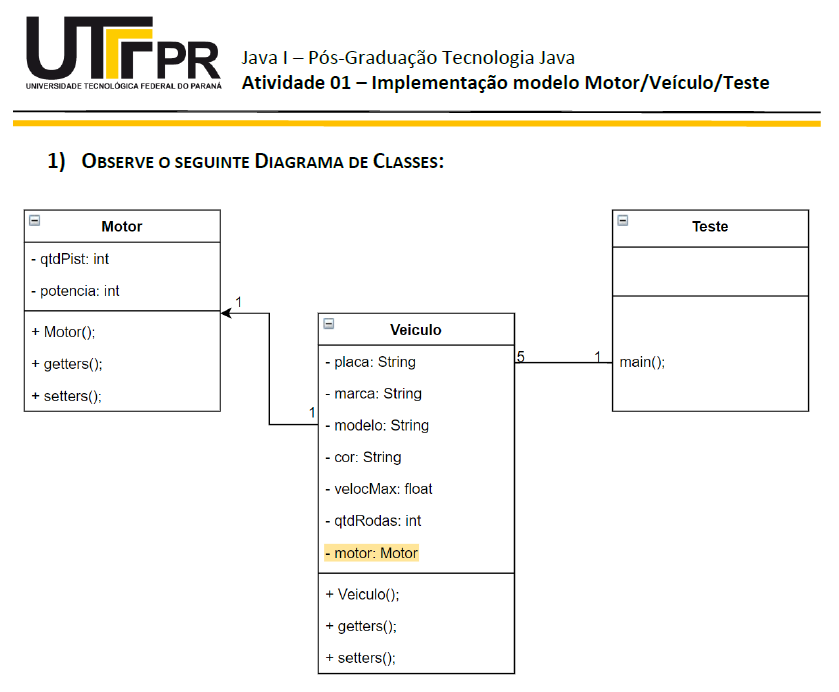 UTFPR
UNIVERSIDADE TECNOLÓGICA FEDERAL DO PARANÁ
Java I – Pós-Graduação Tecnologia Java
Atividade 01 – Implementação modelo Motor/Veículo/Teste
1) OBSERVE O SEGUINTE DIAGRAMA DE CLASSES:
Motor
- qtdPist: int
- potencia: int
+ Motor();
+ getters();
+ setters();
1
1
Veiculo
- placa: String
- marca: String
- modelo: String
- cor: String
- velocMax: float
- qtdRodas: int
- motor: Motor
+ Veiculo();
+ getters();
+ setters();
5
1
Teste
main();